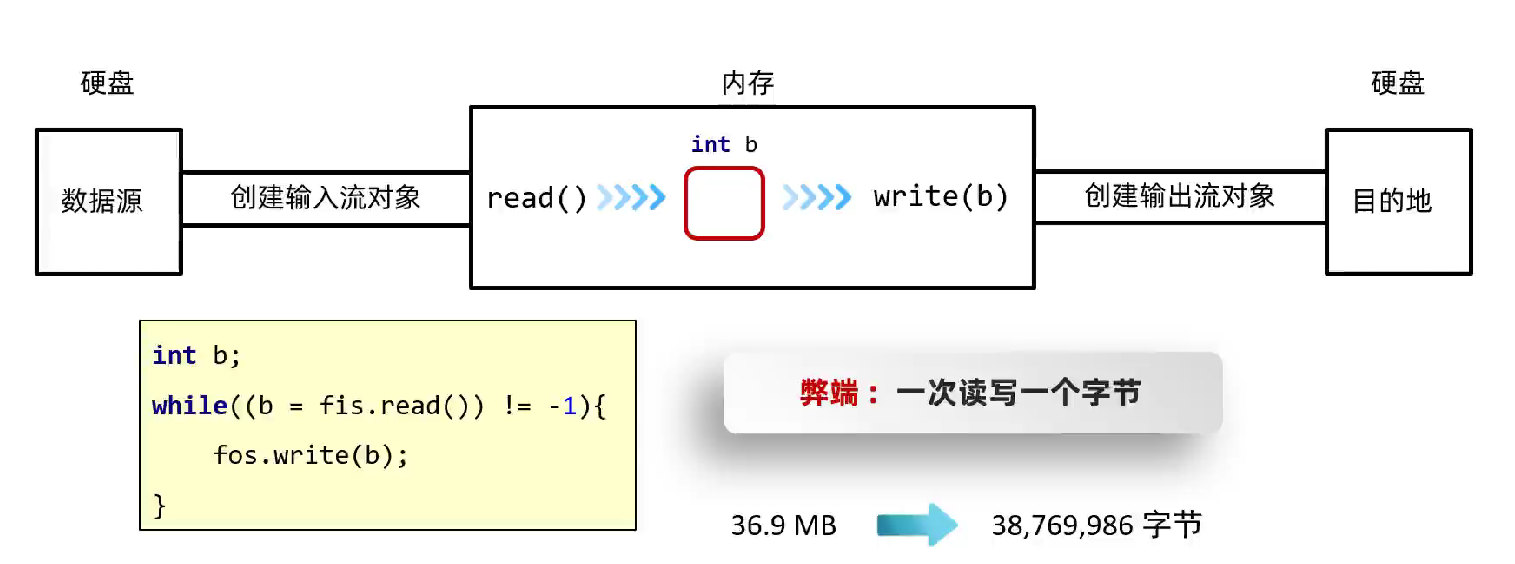 硬盘
内存
硬盘
int b
数据源
创建输入流对象
read()
write(b)
创建输出流对象
目的地
int b;
while((b = fis.read()) != -1){
    fos.write(b);
}
弊端：一次读写一个字节
36.9 MB
38,769,986 字节